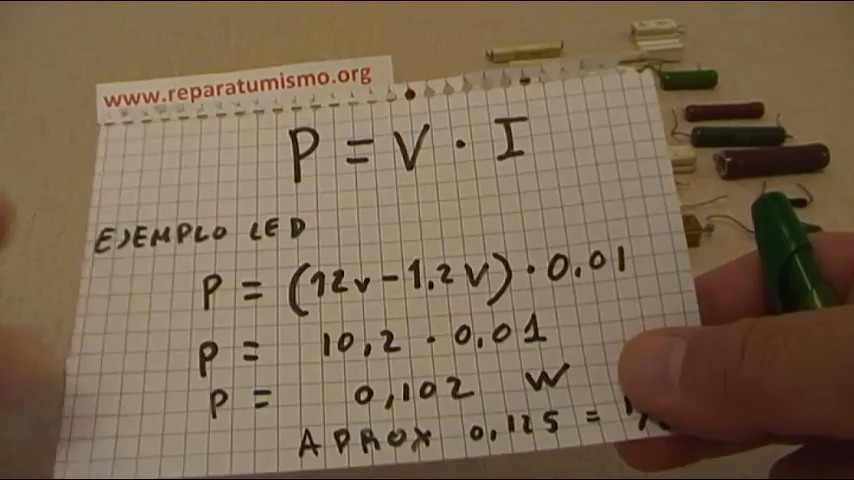 www.reparatumismo.org
P = V · I
EJEMPLO LED
P = (12v-1.2V) · 0.01
P = 10,2 · 0.01
P = 0,102 W
APROX 0.125 =